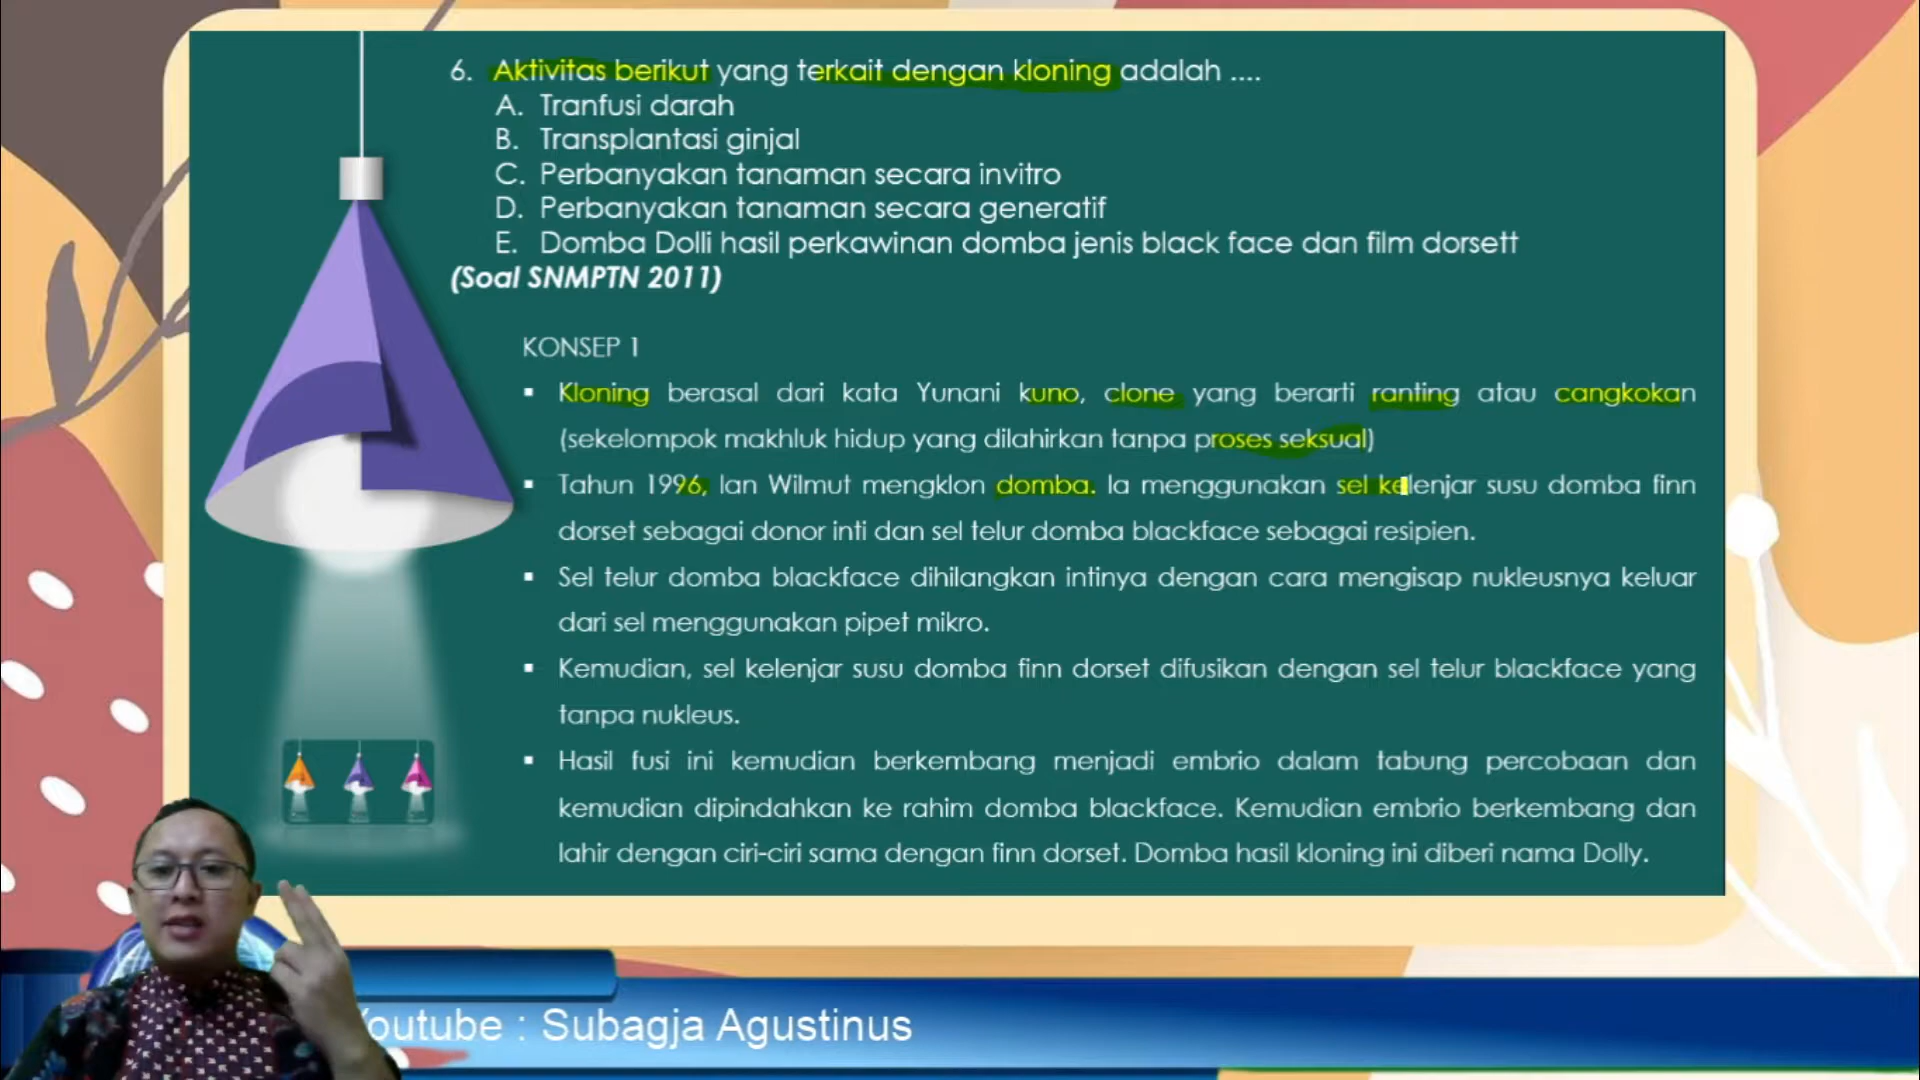 6. Aktivitas berikut yang terkait dengan kloning adalah ....
A. Tranfusi darah
B. Transplantasi ginjal
C. Perbanyakan tanaman secara invitro
D. Perbanyakan tanaman secara generatif
E. Domba Dolli hasil perkawinan domba jenis black face dan film dorsett
(Soal SNMPTN 2011)
KONSEP 1
▪ Kloning berasal dari kata Yunani kuno, clone yang berarti ranting atau cangkokan
(sekelompok makhluk hidup yang dilahirkan tanpa proses seksual)
▪ Tahun 1996, Ian Wilmut mengklon domba. Ia menggunakan sel kelenjar susu domba finn
dorset sebagai donor inti dan sel telur domba blackface sebagai resipien.
▪ Sel telur domba blackface dihilangkan intinya dengan cara mengisap nukleusnya keluar
dari sel menggunakan pipet mikro.
▪ Kemudian, sel kelenjar susu domba finn dorset difusikan dengan sel telur blackface yang
tanpa nukleus.
▪ Hasil fusi ini kemudian berkembang menjadi embrio dalam tabung percobaan dan
kemudian dipindahkan ke rahim domba blackface. Kemudian embrio berkembang dan
lahir dengan ciri-ciri sama dengan finn dorset. Domba hasil kloning ini diberi nama Dolly.
Youtube : Subagja Agustinus